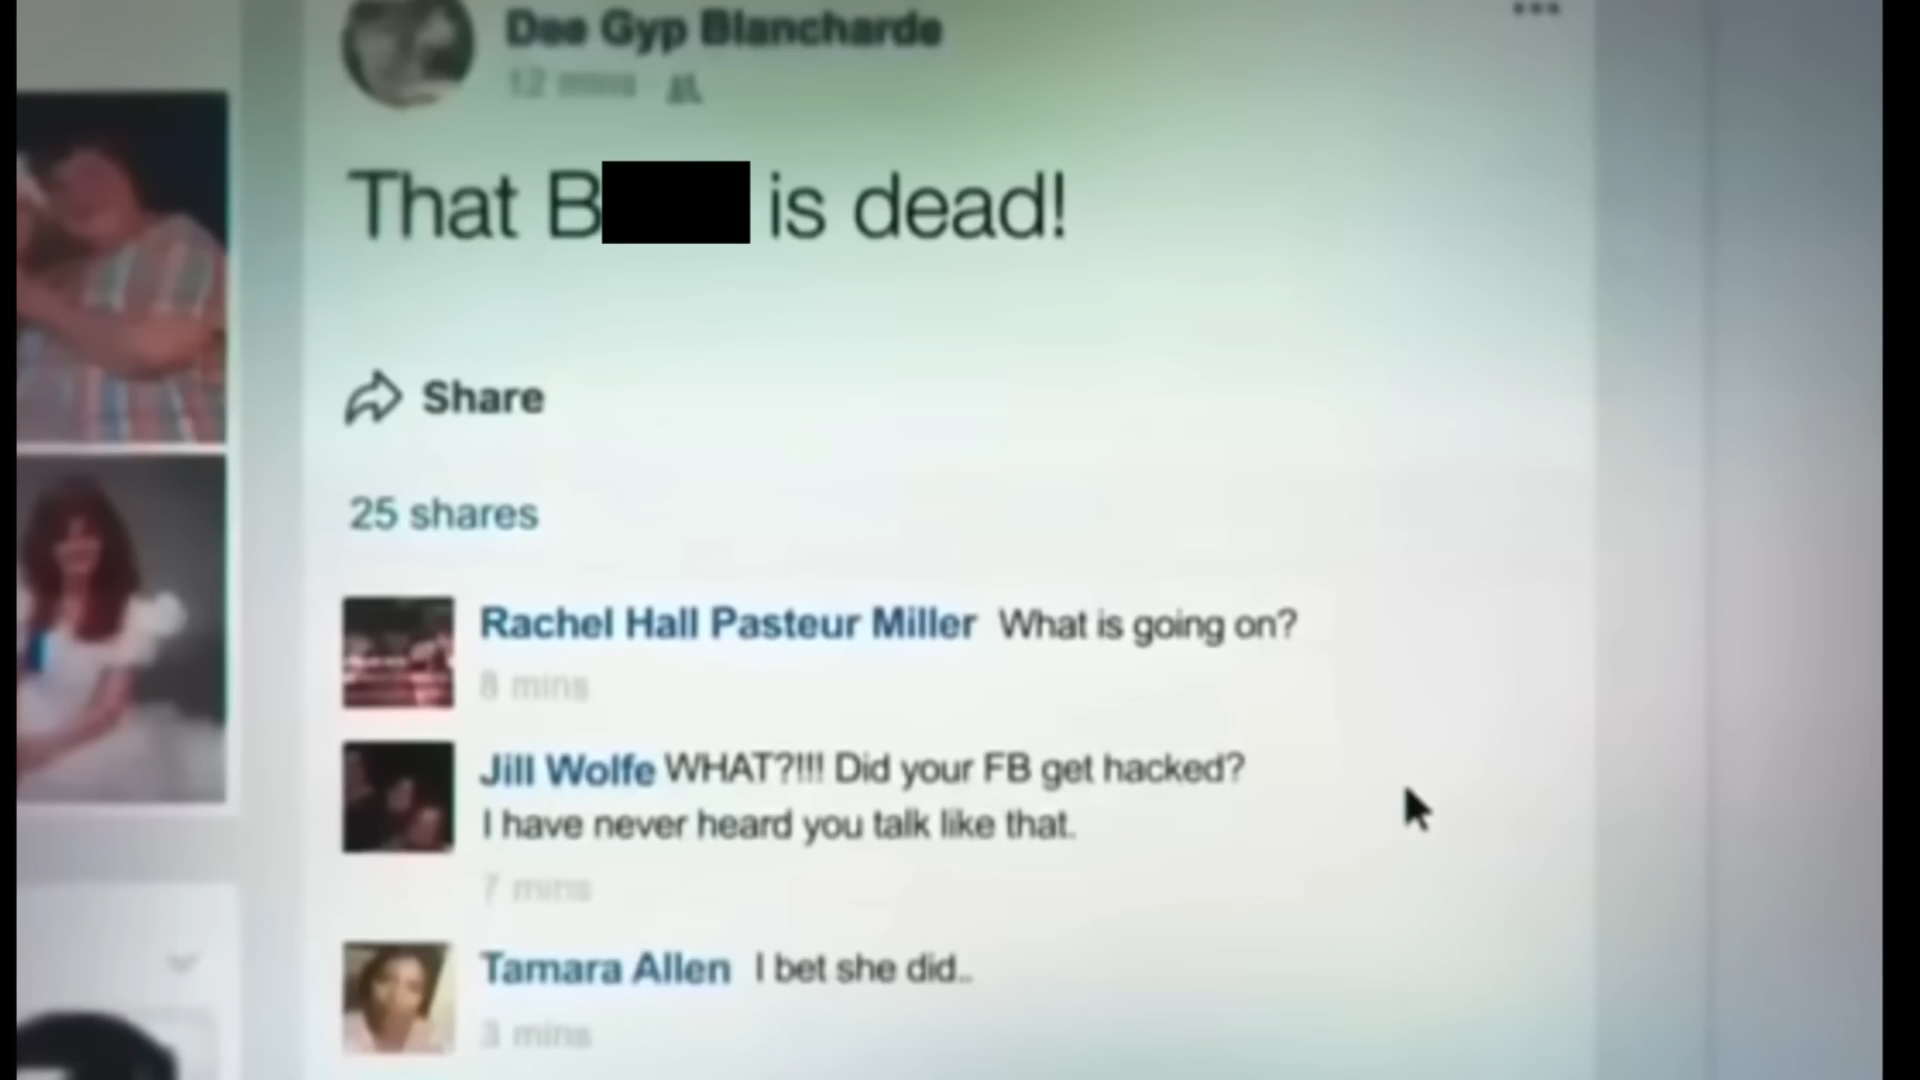 Dee Gyp Blancharde
12 mins
That B is dead!
Share
25 shares
Rachel Hall Pasteur Miller What is going on?
8 mins
Jill Wolfe WHAT?!!! Did your FB get hacked?
I have never heard you talk like that.
7 mins
Tamara Allen I bet she did..
3 mins